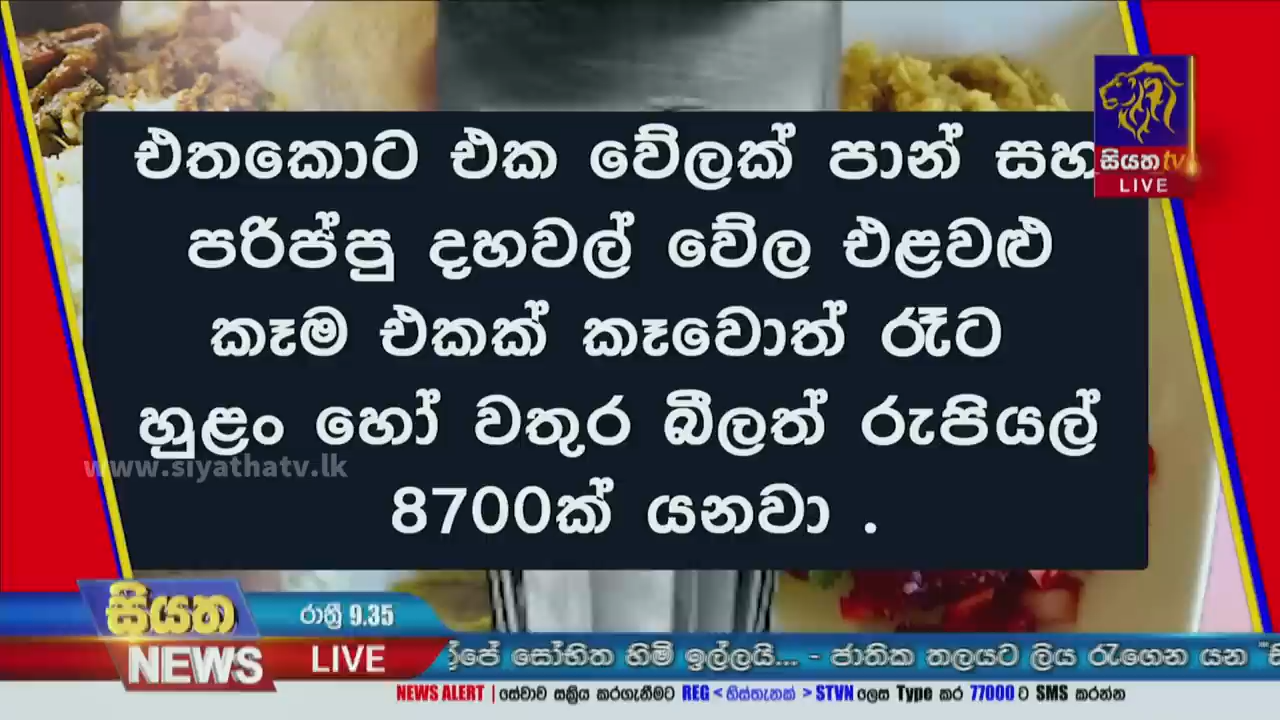 එතකොට එක වේලක් පාන් සහ
පරිප්පු දහවල් වේල එළවළු
කෑම එකක් කෑවොත් රෑට
හුළං හෝ වතුර බීලත් රුපියල්
8700ක් යනවා .
සියත tv
LIVE
www.siyathatv.lk
සියත
NEWS
රාත්‍රී 9.35
LIVE
සෝභිත හිමි ඉල්ලයි... - ජාතික තලයට ලිය රැගෙන යන
NEWS ALERT | සේවාව සක්‍රිය කරගැනීමට REG < හිස්තැනක් > STVN ලෙස Type කර 77000 ට SMS කරන්න